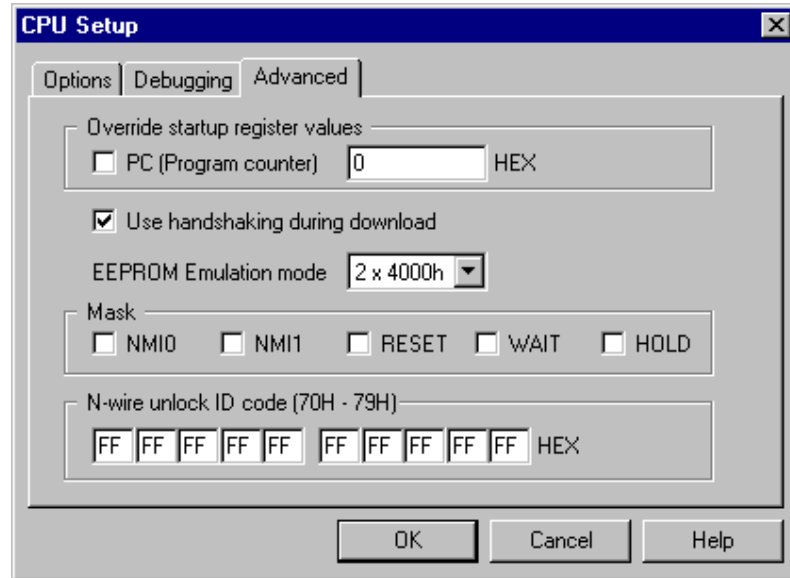 CPU Setup
Options Debugging Advanced
Override startup register values
PC (Program counter) 0 HEX
Use handshaking during download
EEPROM Emulation mode 2 x 4000h
Mask
NMI0 NMI1 RESET WAIT HOLD
N-wire unlock ID code (70H - 79H)
FF FF FF FF FF FF FF FF FF FF HEX
OK Cancel Help